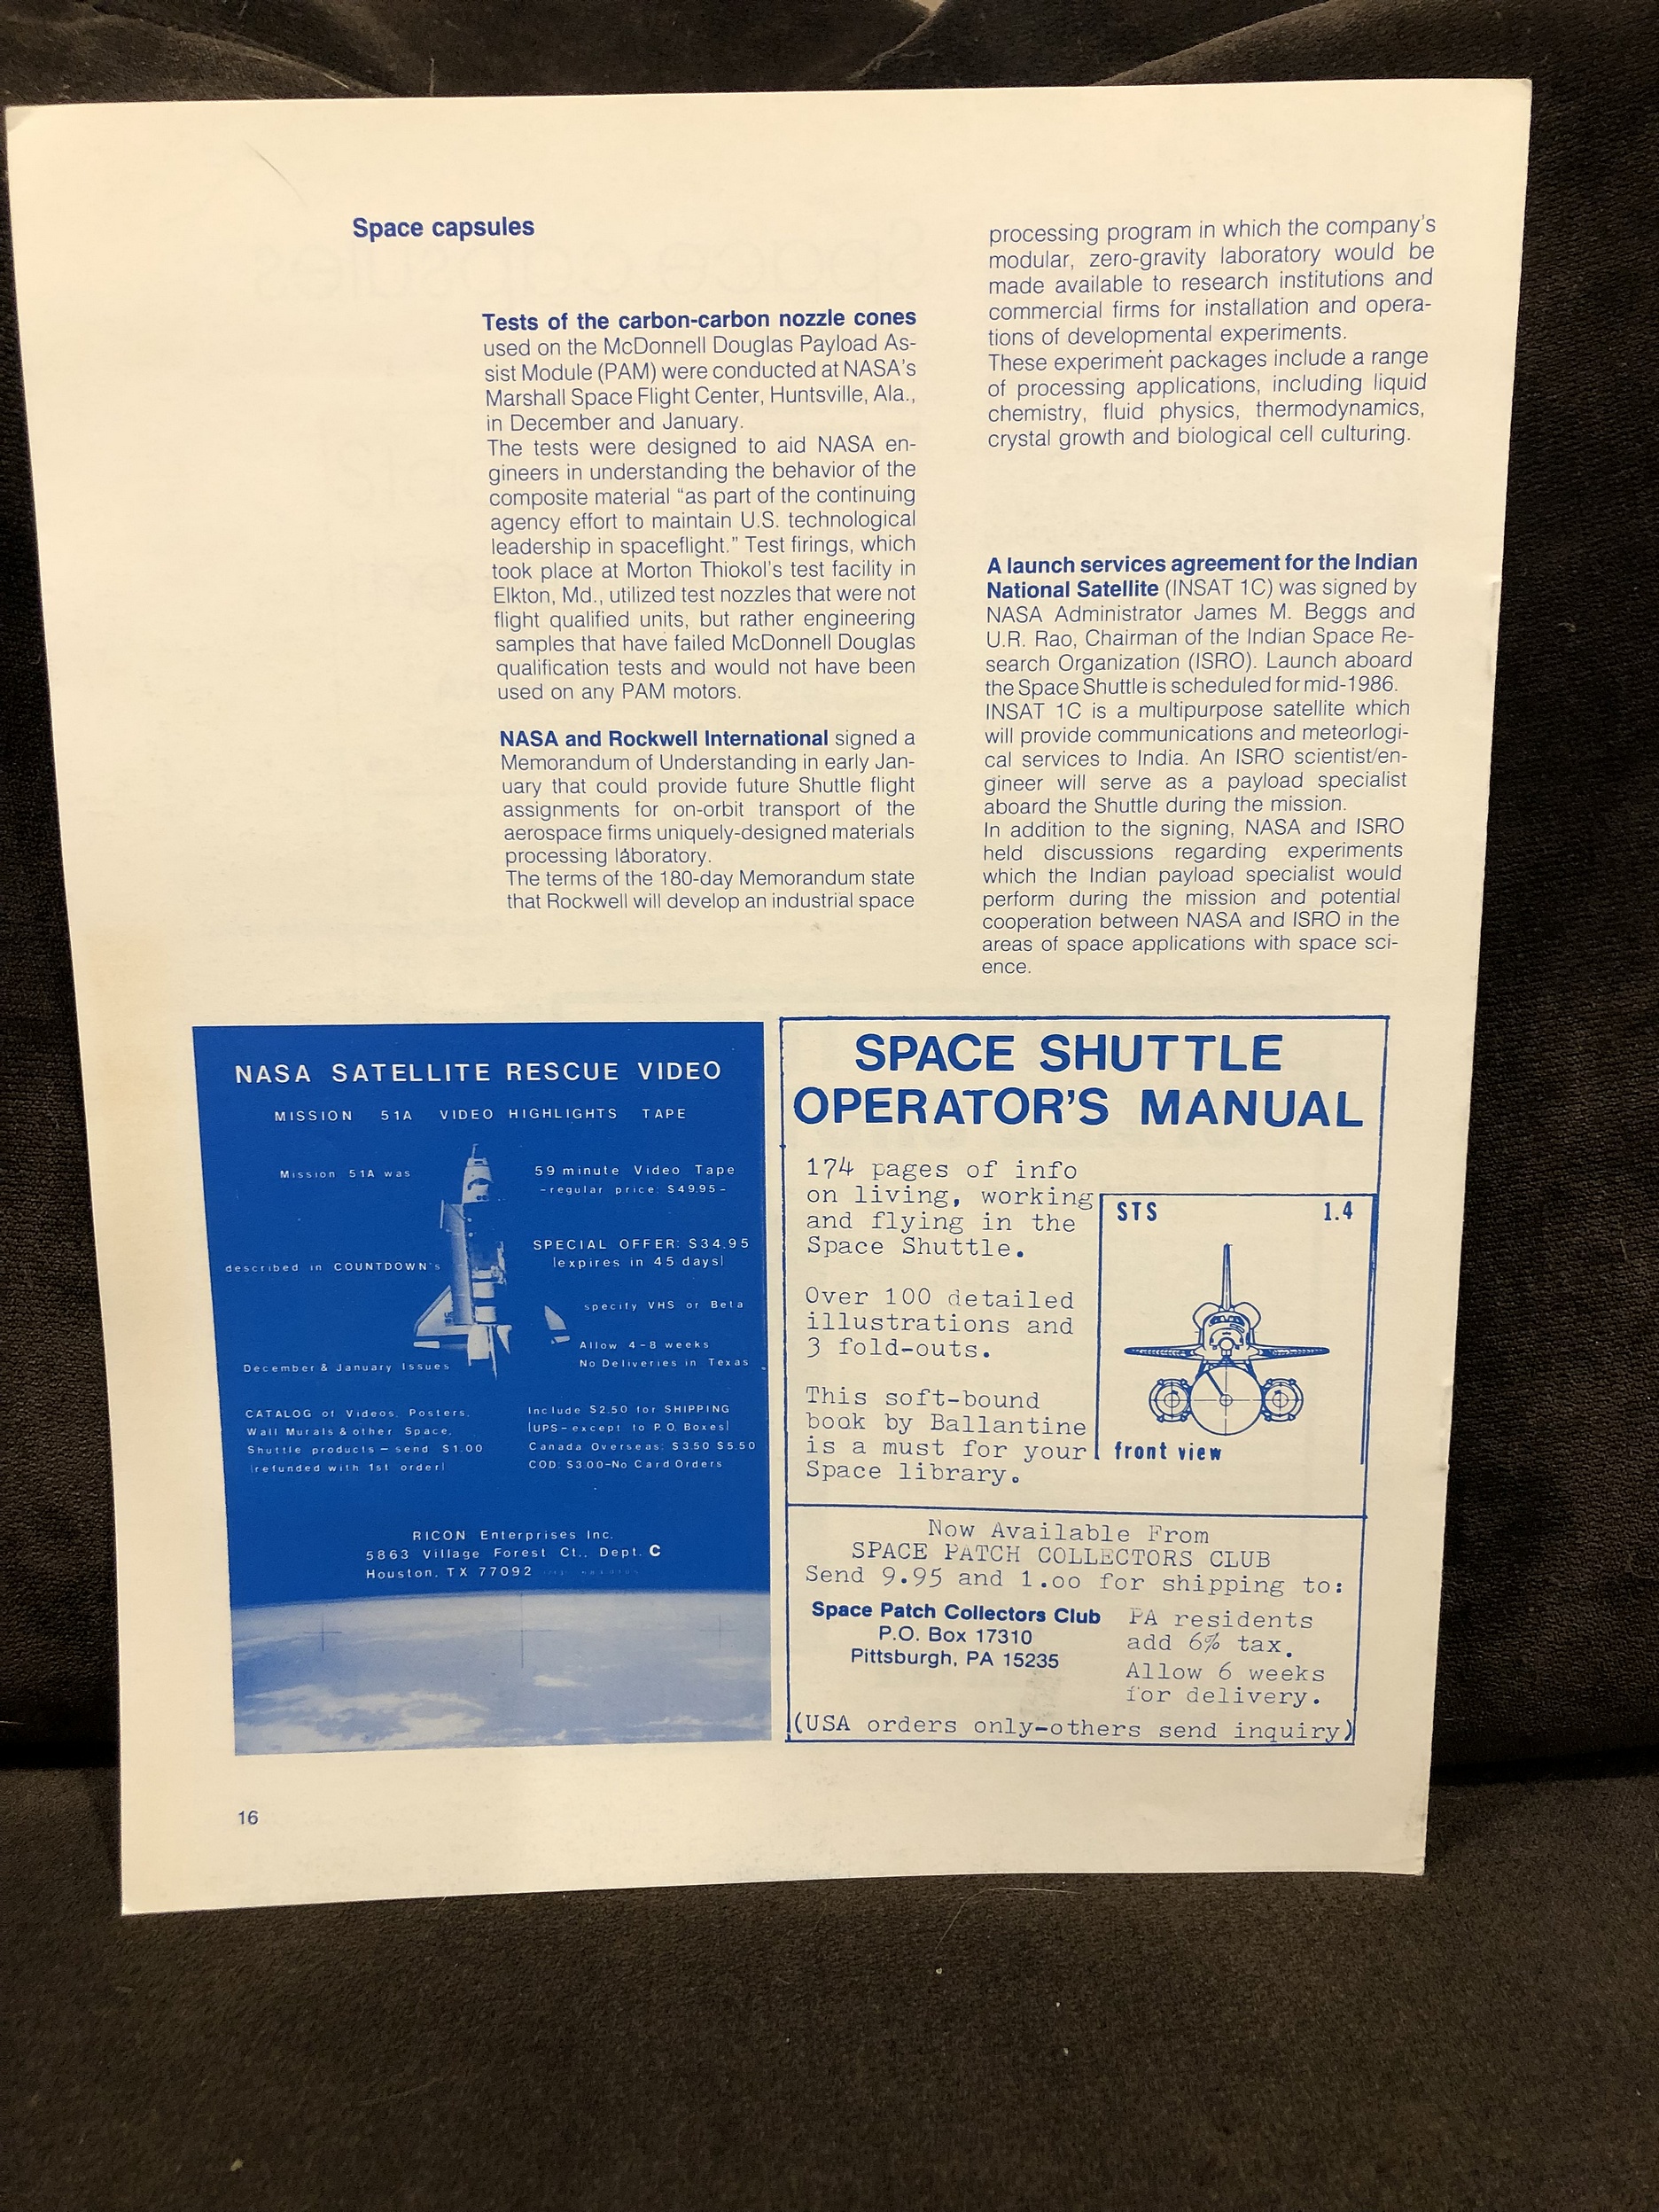 Space capsules
Tests of the carbon-carbon nozzle cones
used on the McDonnell Douglas Payload As-
sist Module (PAM) were conducted at NASA's
Marshall Space Flight Center, Huntsville, Ala.,
in December and January.
The tests were designed to aid NASA en-
gineers in understanding the behavior of the
composite material "as part of the continuing
agency effort to maintain U.S. technological
leadership in spaceflight." Test firings, which
took place at Morton Thiokol's test facility in
Elkton, Md., utilized test nozzles that were not
flight qualified units, but rather engineering
samples that have failed McDonnell Douglas
qualification tests and would not have been
used on any PAM motors.
NASA and Rockwell International signed a
Memorandum of Understanding in early Jan-
uary that could provide future Shuttle flight
assignments for on-orbit transport of the
aerospace firms uniquely-designed materials
processing laboratory.
The terms of the 180-day Memorandum state
that Rockwell will develop an industrial space
processing program in which the company's
modular, zero-gravity laboratory would be
made available to research institutions and
commercial firms for installation and opera-
tions of developmental experiments.
These experiment packages include a range
of processing applications, including liquid
chemistry, fluid physics, thermodynamics,
crystal growth and biological cell culturing.
A launch services agreement for the Indian
National Satellite (INSAT 1C) was signed by
NASA Administrator James M. Beggs and
U.R. Rao, Chairman of the Indian Space Re-
search Organization (ISRO). Launch aboard
the Space Shuttle is scheduled for mid-1986.
INSAT 1C is a multipurpose satellite which
will provide communications and meteorlogi-
cal services to India. An ISRO scientist/en-
gineer will serve as a payload specialist
aboard the Shuttle during the mission.
In addition to the signing, NASA and ISRO
held discussions regarding experiments
which the Indian payload specialist would
perform during the mission and potential
cooperation between NASA and ISRO in the
areas of space applications with space sci-
ence.
NASA SATELLITE RESCUE VIDEO
MISSION 51A VIDEO HIGHLIGHTS TAPE
Mission 51A was
described in COUNTDOWN's
December & January Issues
59 minute Video Tape
-regular price: $49.95-
SPECIAL OFFER: $34.95
(expires in 45 days)
specify VHS or Beta
Allow 4-8 weeks
No Deliveries in Texas
CATALOG of Videos, Posters,
Wall Murals & other Space,
Shuttle products - send $1.00
(refunded with 1st order)
Include $2.50 for SHIPPING
(UPS-except to P.O. Boxes)
Canada Overseas: $3.50 $5.50
COD: $3.00-No Card Orders
RICON Enterprises Inc.
5863 Village Forest Ct., Dept. C
Houston, TX 77092
SPACE SHUTTLE
OPERATOR'S MANUAL
174 pages of info
on living, working
and flying in the
Space Shuttle.
Over 100 detailed
illustrations and
3 fold-outs.
This soft-bound
book by Ballantine
is a must for your
Space library.
STS 1.4
front view
Now Available From
SPACE PATCH COLLECTORS CLUB
Send 9.95 and 1.00 for shipping to:
Space Patch Collectors Club
P.O. Box 17310
Pittsburgh, PA 15235
PA residents
add 6% tax.
Allow 6 weeks
for delivery.
(USA orders only-others send inquiry)
16